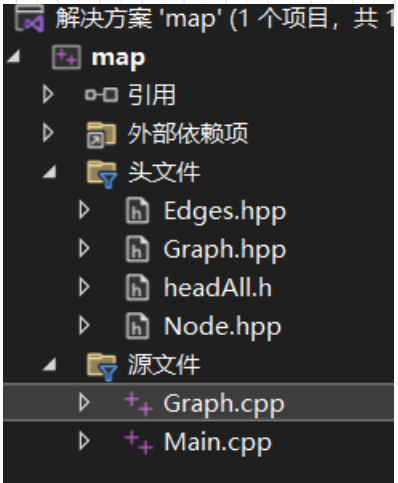 解决方案 'map' (1 个项目，共 1
map
引用
外部依赖项
头文件
Edges.hpp
Graph.hpp
headAll.h
Node.hpp
源文件
Graph.cpp
Main.cpp